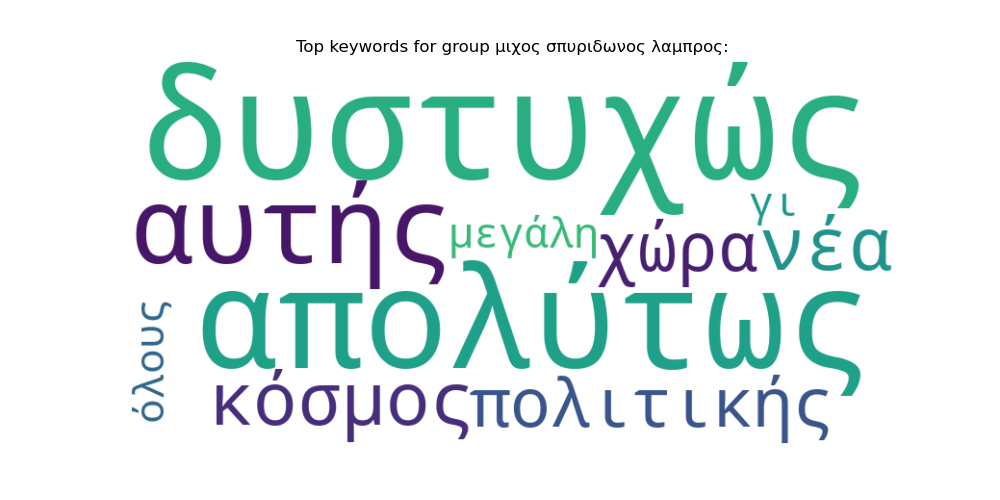 Top keywords for group μιχος σπυριδωνος λαμπρος:
δυστυχώς
αυτής
μεγάλη
χώρα
γι
νέα
απολύτως
όλους
κόσμος
πολιτικής